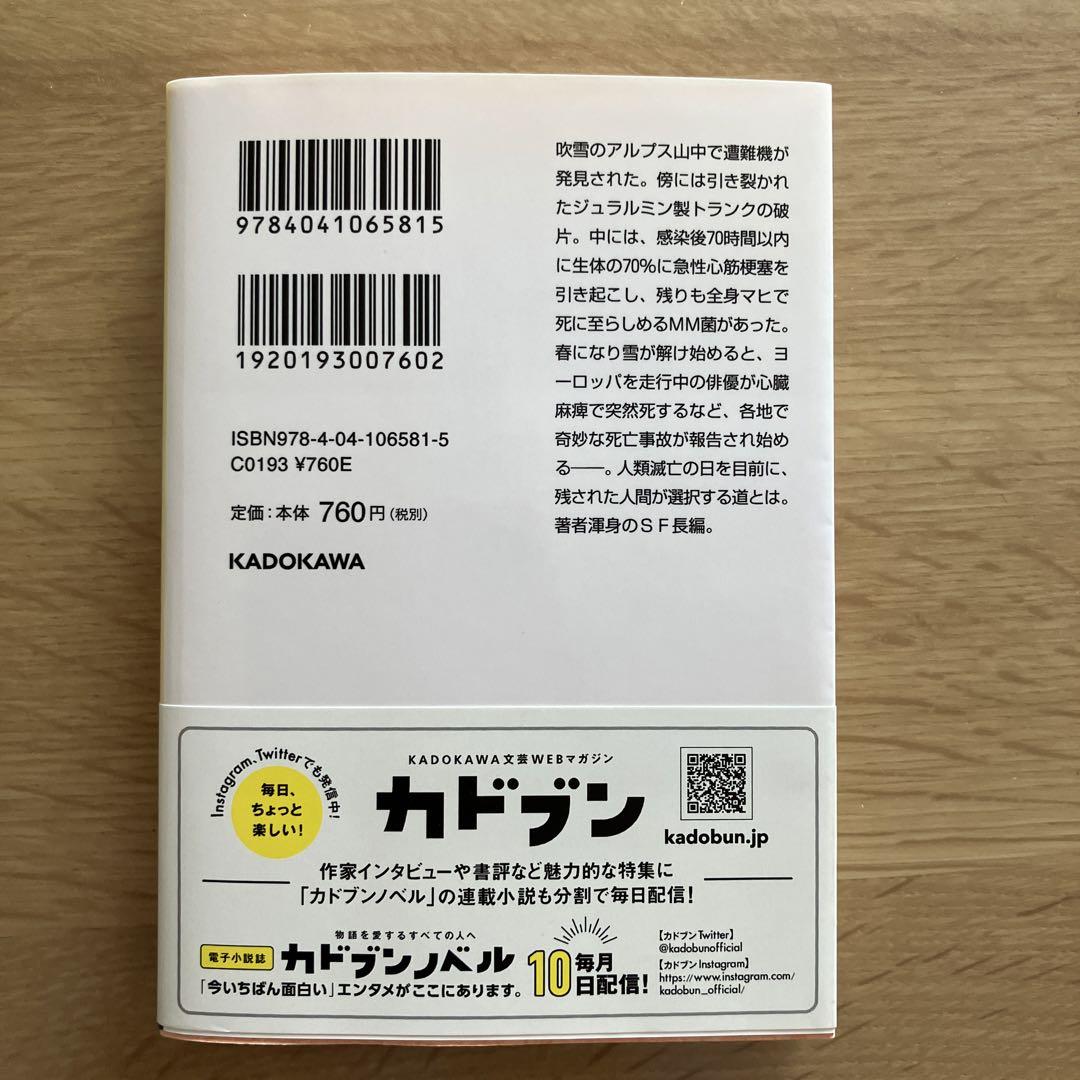 9784041065815
1920193007602
ISBN978-4-04-106581-5
C0193 ¥760E
定価:本体 760円(税別)
KADOKAWA
吹雪のアルプス山中で遭難機が
発見された。傍には引き裂かれ
たジュラルミン製トランクの破
片。中には、感染後70時間以内
に生体の70%に急性心筋梗塞を
引き起こし、残りも全身マヒで
死に至らしめるMM菌があった。
春になり雪が解け始めると、ヨ
ーロッパを走行中の俳優が心臓
麻痺で突然死するなど、各地で
奇妙な死亡事故が報告され始め
る――。人類滅亡の日を目前に、
残された人間が選択する道とは。
著者渾身のSF長編。
Instagram、Twitterでも発信中!
毎日、
ちょっと
楽しい!
KADOKAWA文芸WEBマガジン
カドブン
kadobun.jp
作家インタビューや書評など魅力的な特集に
「カドブンノベル」の連載小説も分割で毎日配信!
物語を愛するすべての人へ
電子小説誌
カドブンノベル
「今いちばん面白い」エンタメがここにあります。
毎月
10日配信!
【カドブンTwitter】
@kadobunofficial
【カドブンInstagram】
https://www.instagram.com/
kadobun_official/